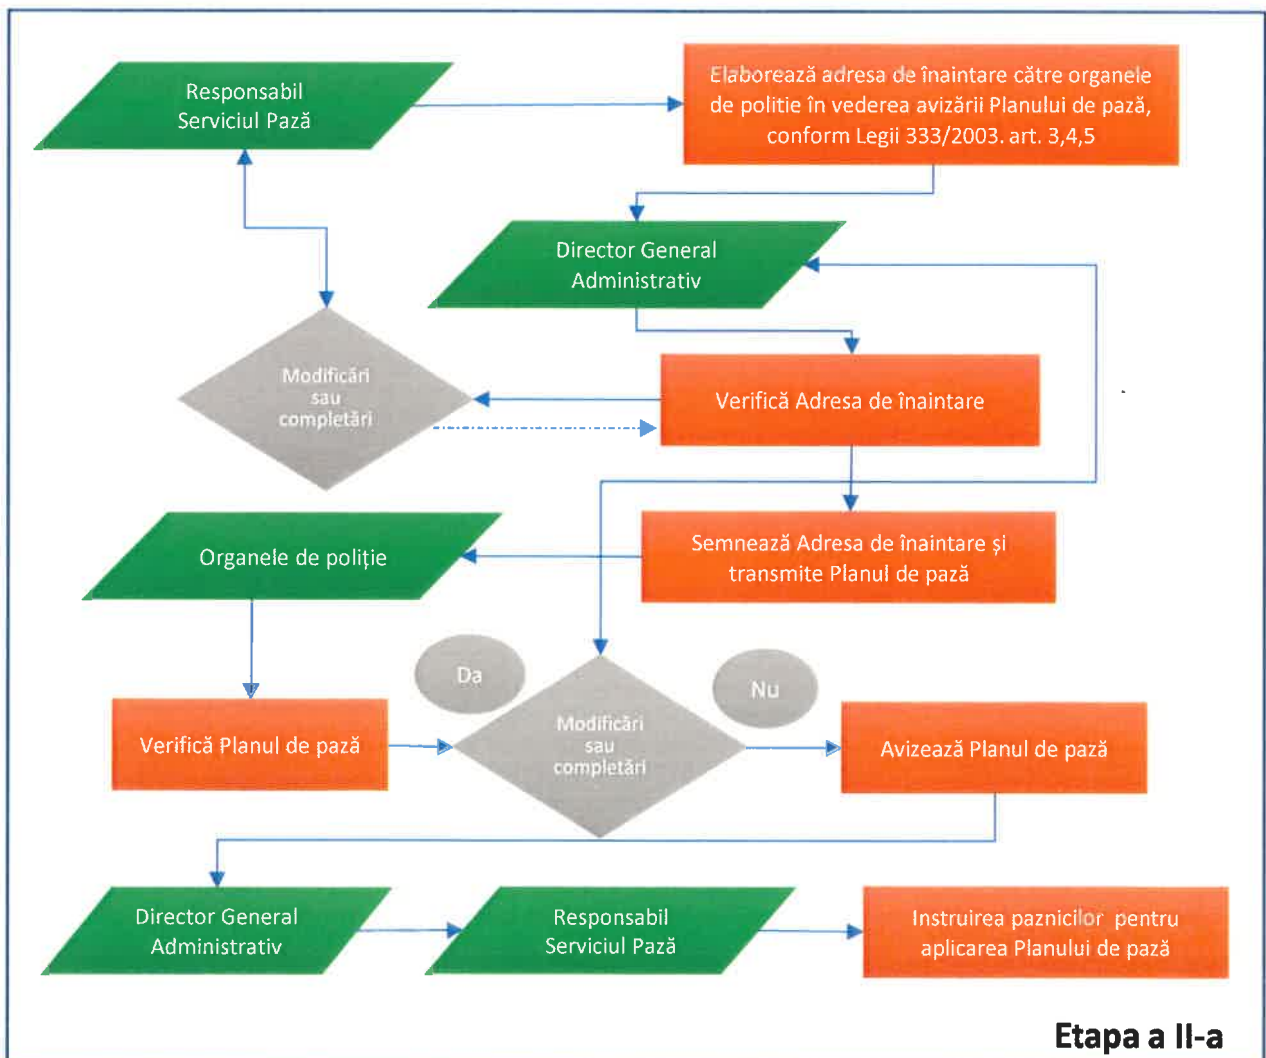 Responsabil
Serviciul Pază
Elaborează adresa de înaintare către organele
de politie în vederea avizării Planului de pază,
conform Legii 333/2003. art. 3,4,5
Director General
Administrativ
Modificări
sau
completări
Verifică Adresa de înaintare
Semnează Adresa de înaintare și
transmite Planul de pază
Organele de poliție
Da
Nu
Verifică Planul de pază
Modificări
sau
completări
Avizează Planul de pază
Director General
Administrativ
Responsabil
Serviciul Pază
Instruirea paznicilor pentru
aplicarea Planului de pază
Etapa a II-a